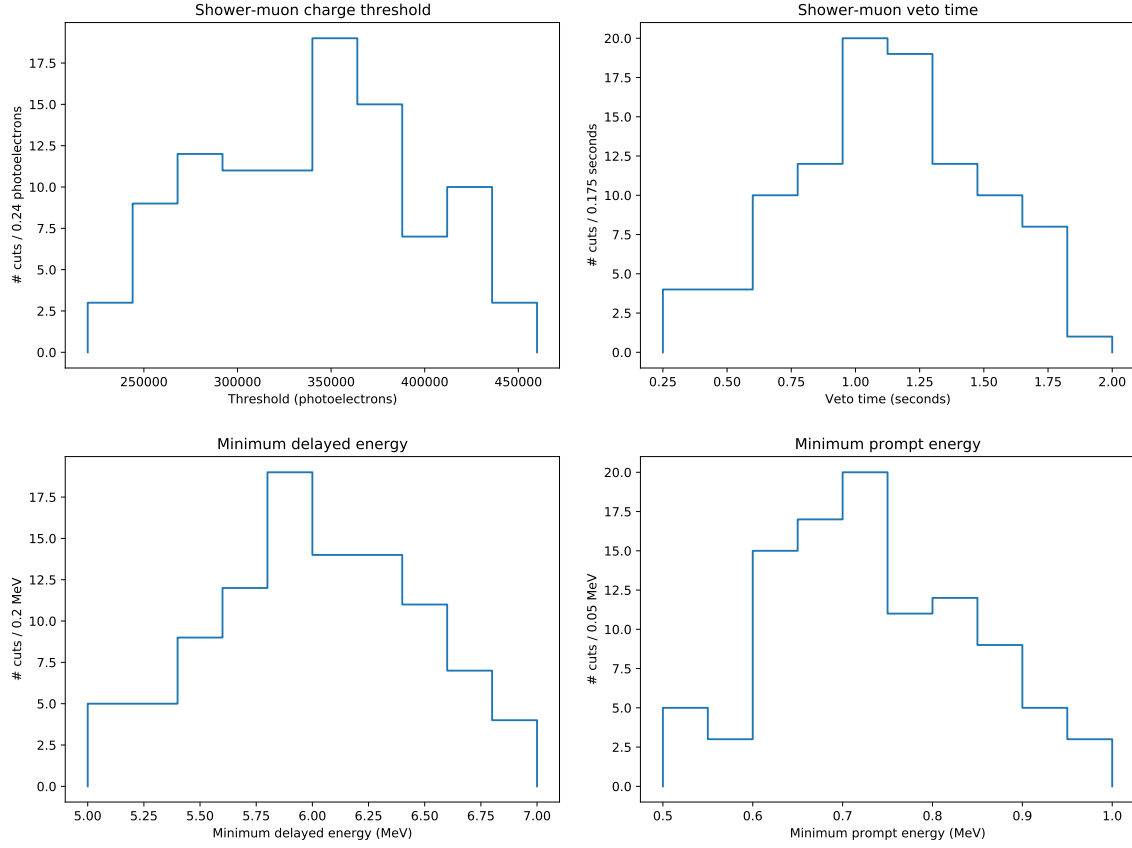 Shower-muon charge threshold
# cuts / 0.24 photoelectrons
17.5
15.0
12.5
10.0
7.5
5.0
2.5
0.0
250000 300000 350000 400000 450000
Threshold (photoelectrons)
Shower-muon veto time
# cuts / 0.175 seconds
20.0
17.5
15.0
12.5
10.0
7.5
5.0
2.5
0.0
0.25 0.50 0.75 1.00 1.25 1.50 1.75 2.00
Veto time (seconds)
Minimum delayed energy
# cuts / 0.2 MeV
17.5
15.0
12.5
10.0
7.5
5.0
2.5
0.0
5.00 5.25 5.50 5.75 6.00 6.25 6.50 6.75 7.00
Minimum delayed energy (MeV)
Minimum prompt energy
# cuts / 0.05 MeV
20.0
17.5
15.0
12.5
10.0
7.5
5.0
2.5
0.0
0.5 0.6 0.7 0.8 0.9 1.0
Minimum prompt energy (MeV)